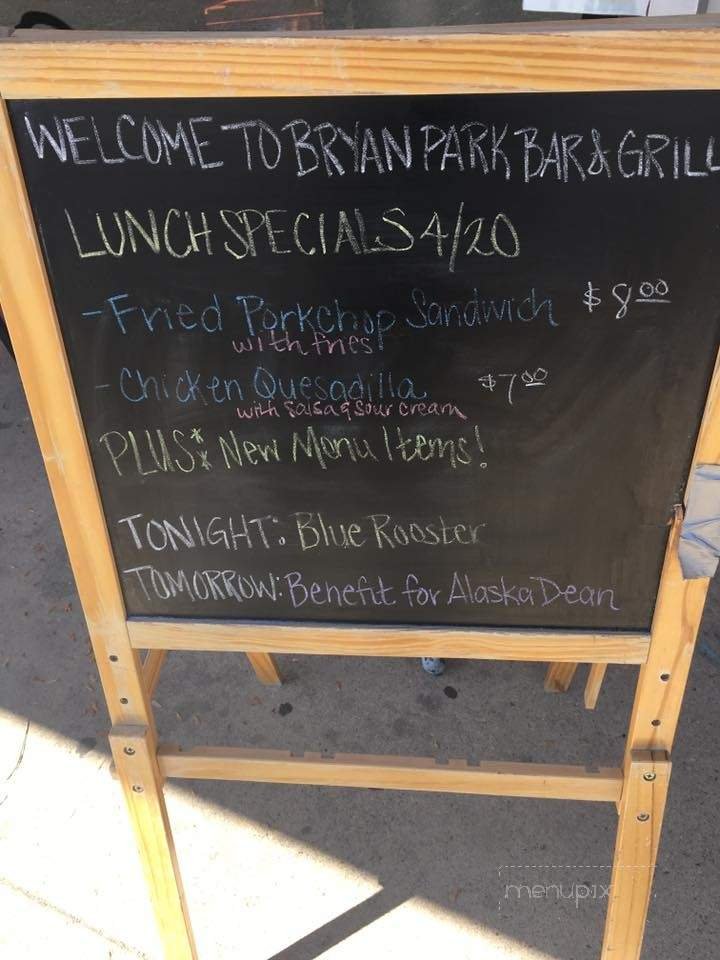 WELCOME TO BRYAN PARK BAR & GRILL
LUNCH SPECIALS 4/20
- Fried Porkchop Sandwich $8.00
with fries
- Chicken Quesadilla $7.00
with salsa & sour cream
PLUS: New Menu Items!
TONIGHT: Blue Rooster
TOMORROW: Benefit for Alaska Dean
menupix